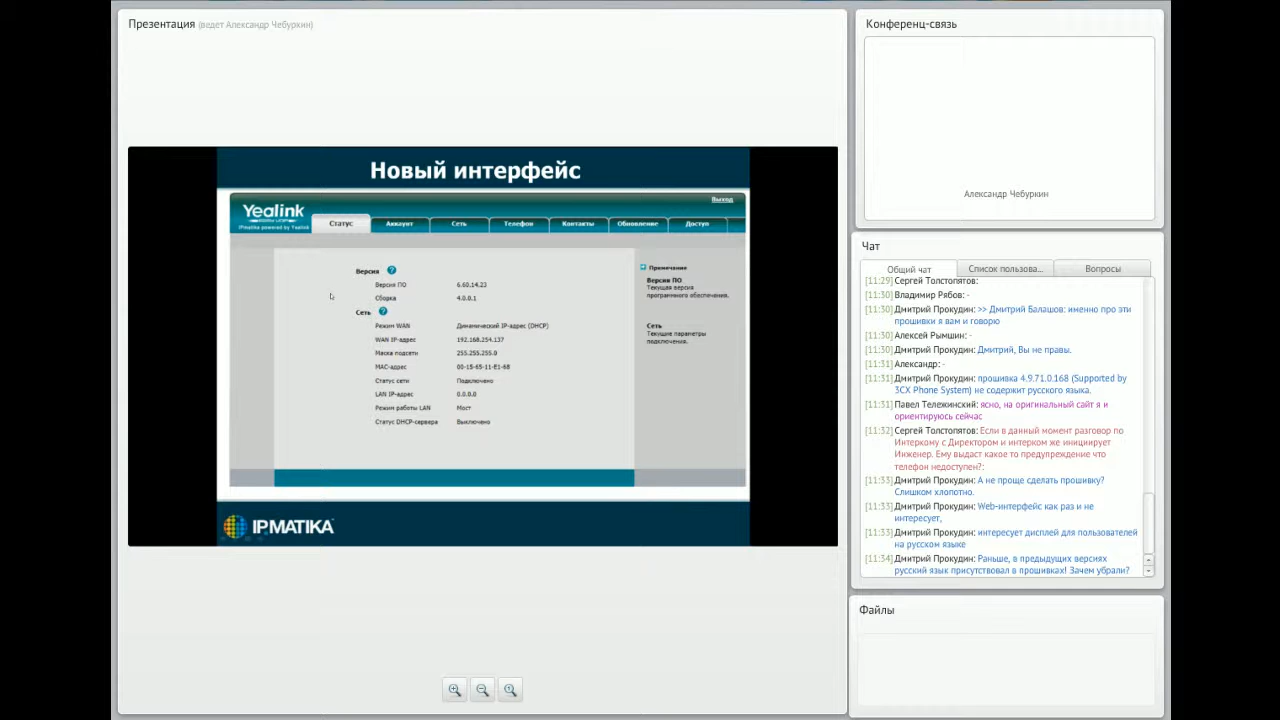 Презентация (ведет Александр Чебуркин)
Новый интерфейс
Yealink
IPmatika powered by Yealink
Выход
Статус
Аккаунт
Сеть
Телефон
Контакты
Обновление
Доступ
Версия
Версия ПО 6.60.14.23
Сборка 4.0.0.1
Сеть
Режим WAN Динамический IP-адрес (DHCP)
WAN IP-адрес 192.168.254.137
Маска подсети 255.255.255.0
MAC-адрес 00-15-65-11-E1-68
Статус сети Подключено
LAN IP-адрес 0.0.0.0
Режим работы LAN Мост
Статус DHCP-сервера Выключено
Примечание
Версия ПО
Текущая версия
программного обеспечения.
Сеть
Текущие параметры
подключения.
IPMATIKA
Конференц-связь
Александр Чебуркин
Чат
Общий чат
Список пользова...
Вопросы
[11:29] Сергей Толстопятов:
[11:30] Владимир Рябов: -
[11:30] Дмитрий Прокудин: >> Дмитрий Балашов: именно про эти
прошивки я вам и говорю
[11:30] Алексей Рымшин: -
[11:30] Дмитрий Прокудин: Дмитрий, Вы не правы.
[11:31] Александр: -
[11:31] Дмитрий Прокудин: прошивка 4.9.71.0.168 (Supported by
3CX Phone System) не содержит русского языка.
[11:31] Павел Тележинский: ясно, на оригинальный сайт я и
ориентируюсь сейчас
[11:32] Сергей Толстопятов: Если в данный момент разговор по
Интеркому с Директором и интерком же инициирует
Инженер. Ему выдаст какое то предупреждение что
телефон недоступен?:
[11:33] Дмитрий Прокудин: А не проще сделать прошивку?
Слишком хлопотно.
[11:33] Дмитрий Прокудин: Web-интерфейс как раз и не
интересует,
[11:33] Дмитрий Прокудин: интересует дисплей для пользователей
на русском языке
[11:34] Дмитрий Прокудин: Раньше, в предыдущих версиях
русский язык присутствовал в прошивках! Зачем убрали?
Файлы